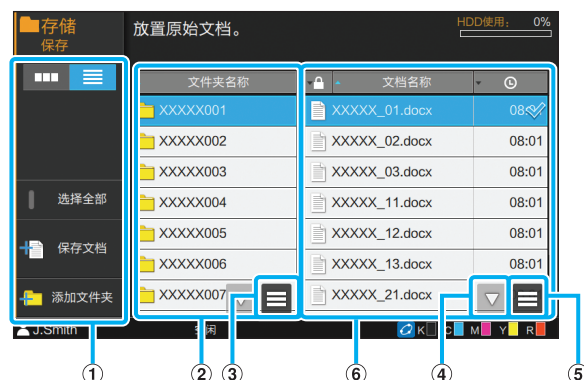 存储
保存
放置原始文档。
HDD使用： 0%
文件夹名称
文档名称
XXXXX001
XXXXX_01.docx
XXXXX002
XXXXX_02.docx 08:01
XXXXX003
XXXXX_03.docx 08:01
选择全部
XXXXX004
XXXXX_11.docx 08:01
XXXXX005
XXXXX_12.docx 08:01
保存文档
XXXXX006
XXXXX_13.docx 08:01
添加文件夹
XXXXX007
XXXXX_21.docx
J.Smith
K C M Y R
① ② ③ ⑥ ④ ⑤